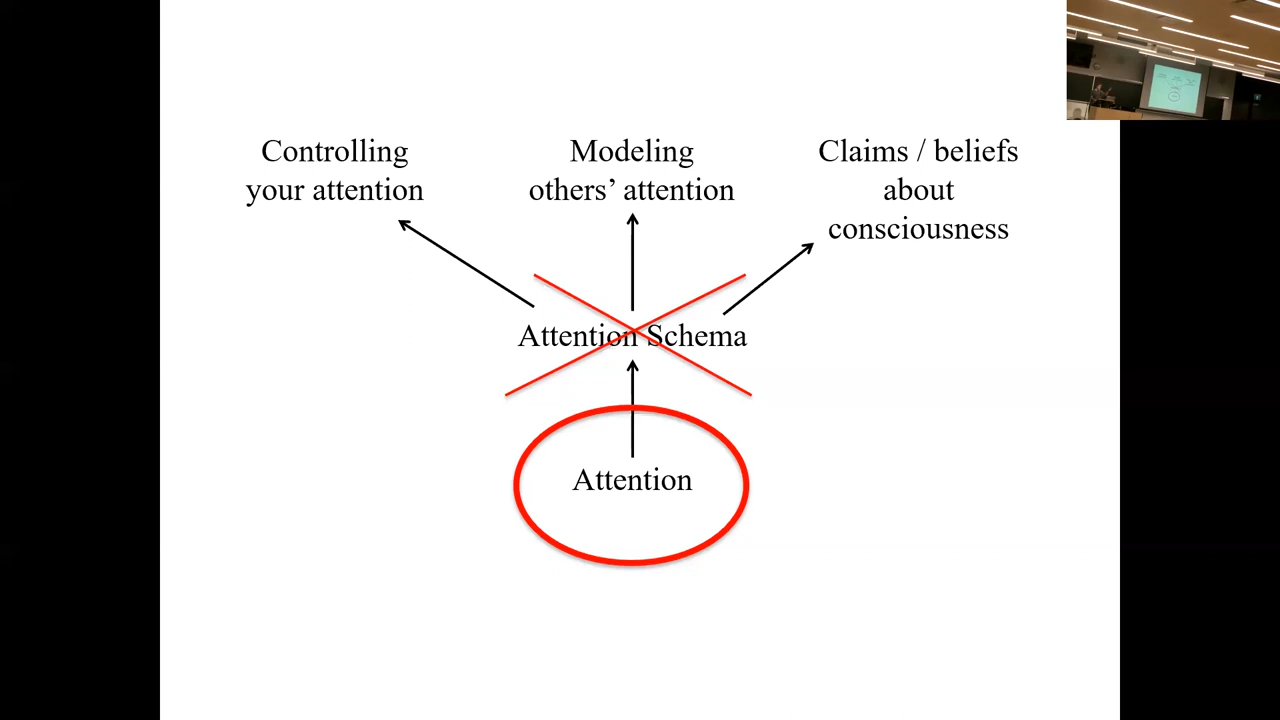 Controlling
your attention
Modeling
others’ attention
Claims / beliefs
about
consciousness
Attention Schema
Attention